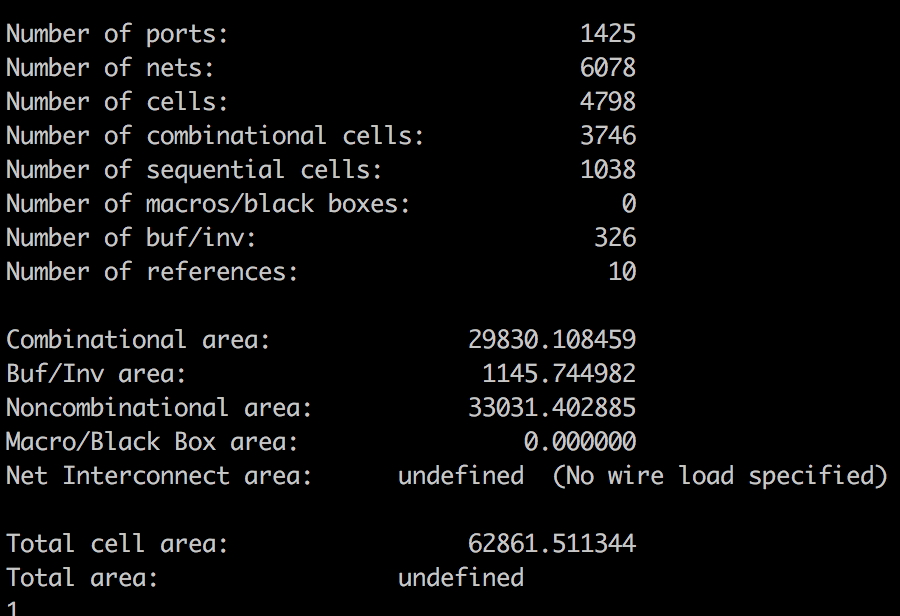 Number of ports: 1425
Number of nets: 6078
Number of cells: 4798
Number of combinational cells: 3746
Number of sequential cells: 1038
Number of macros/black boxes: 0
Number of buf/inv: 326
Number of references: 10
Combinational area: 29830.108459
Buf/Inv area: 1145.744982
Noncombinational area: 33031.402885
Macro/Black Box area: 0.000000
Net Interconnect area: undefined (No wire load specified)
Total cell area: 62861.511344
Total area: undefined
1